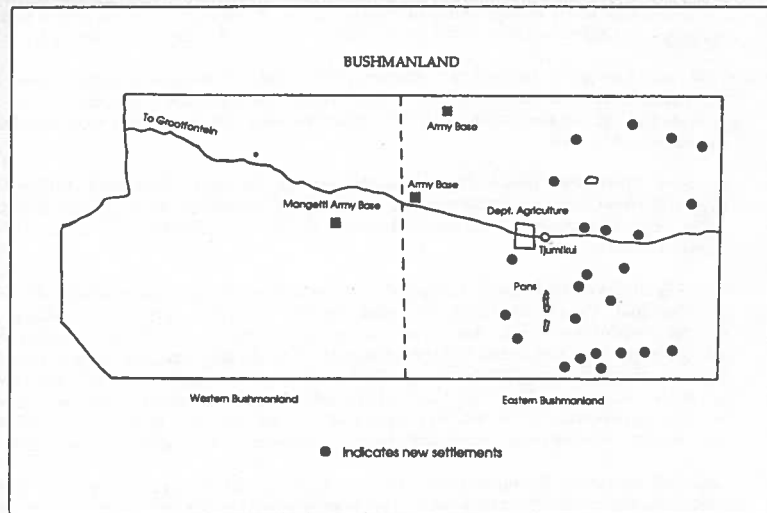 BUSHMANLAND
To Grootfontein
Army Base
Army Base
Mangetti Army Base
Dept. Agriculture
Tjumikui
Pans
Western Bushmanland
Eastern Bushmanland
Indicates new settlements